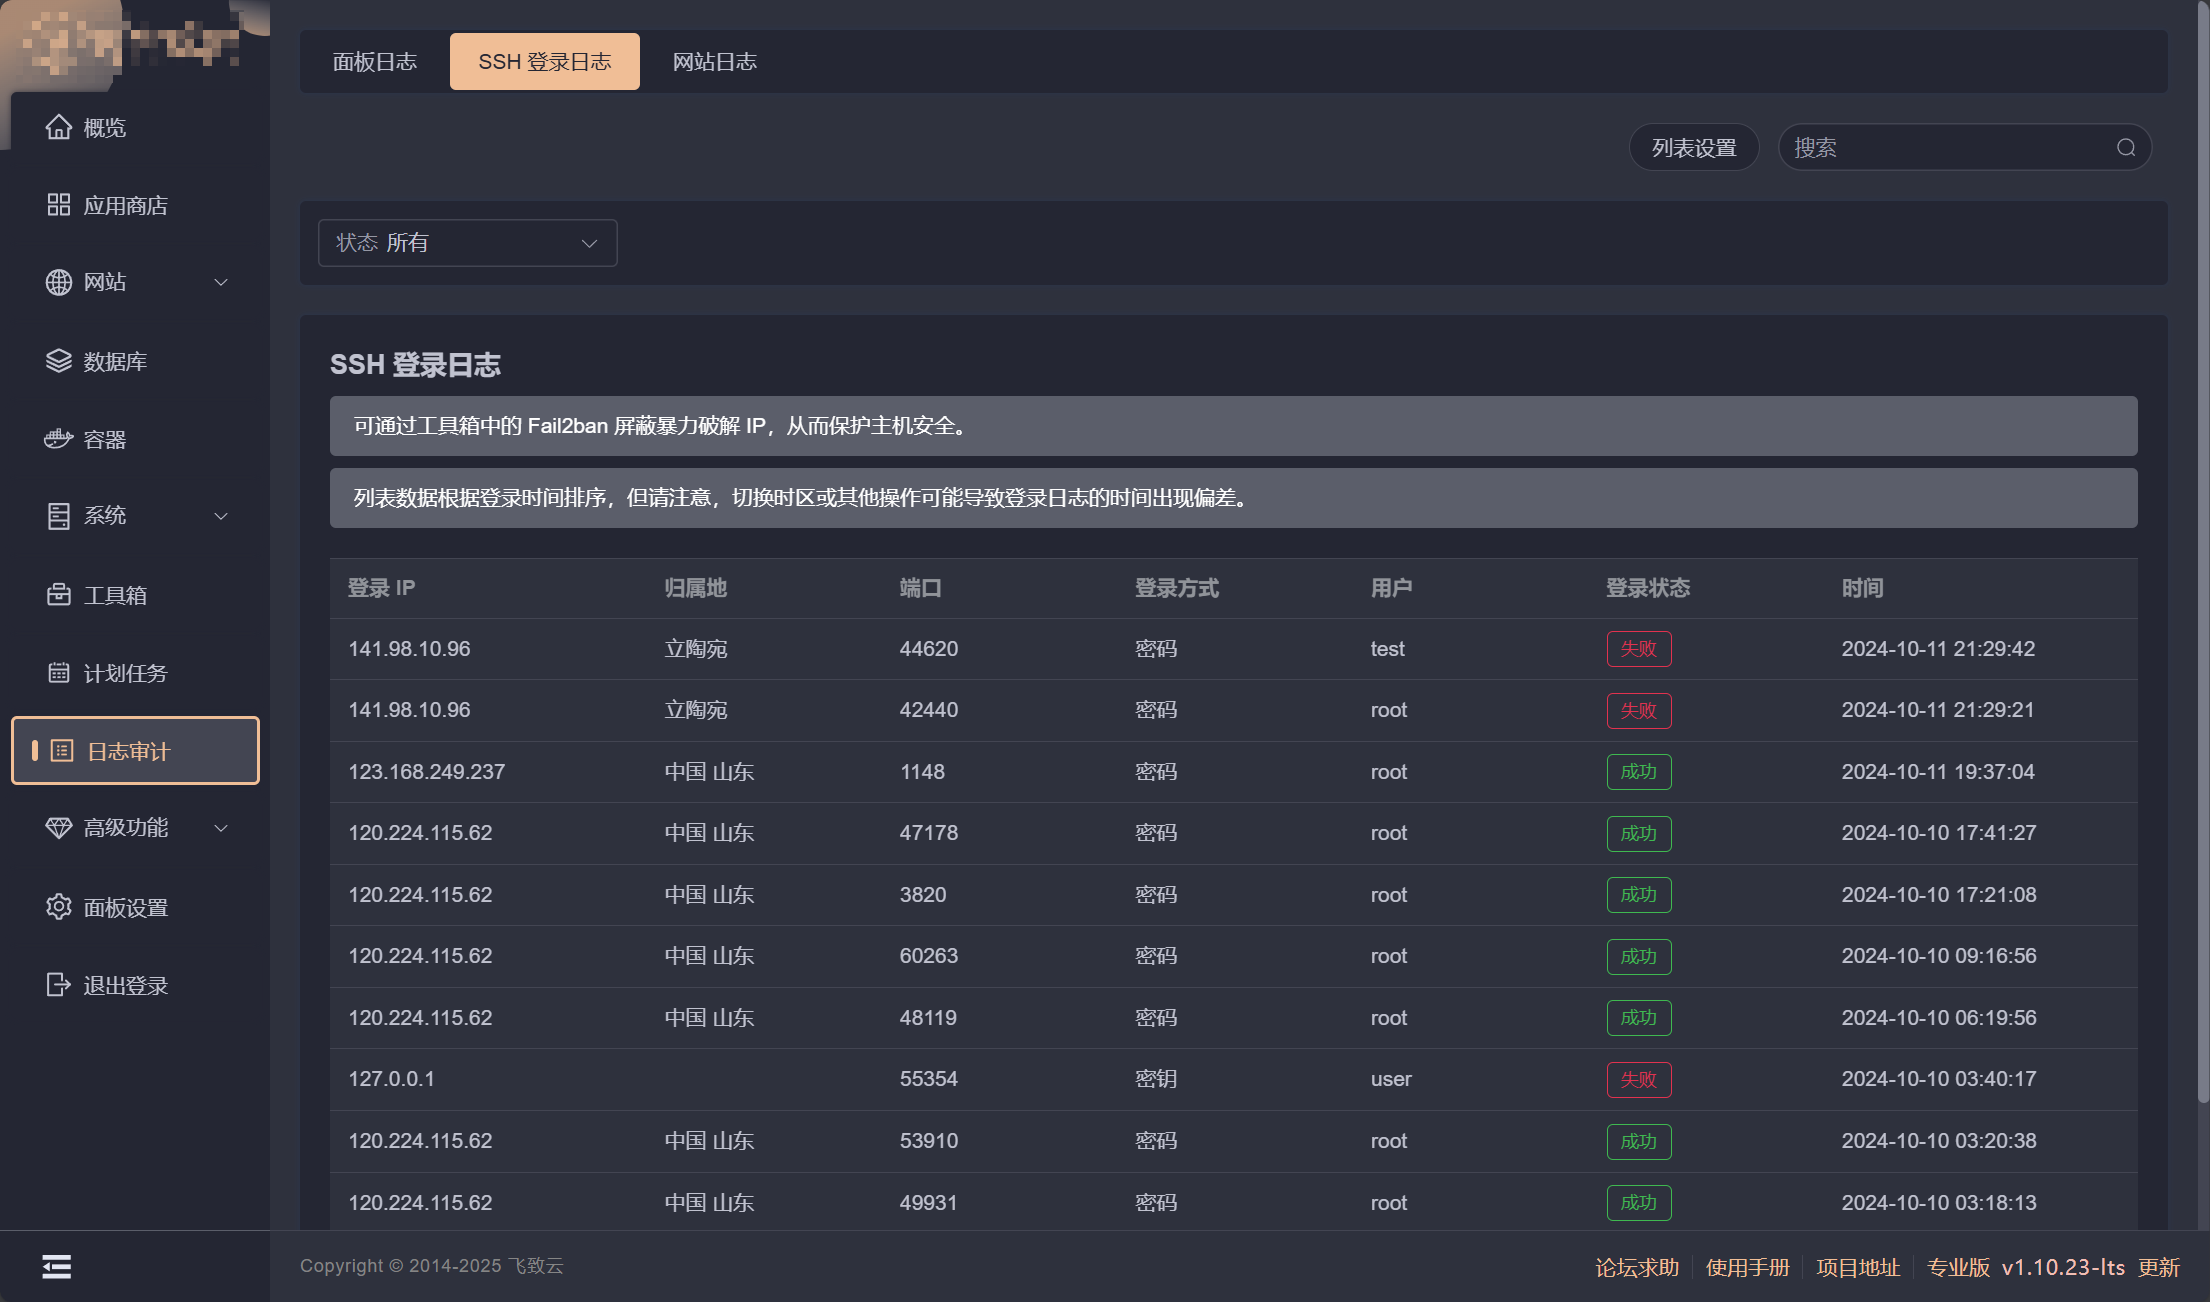 面板日志 SSH 登录日志 网站日志
列表设置 搜索
状态 所有
概览
应用商店
网站
数据库
容器
系统
工具箱
计划任务
日志审计
高级功能
面板设置
退出登录
SSH 登录日志
可通过工具箱中的 Fail2ban 屏蔽暴力破解 IP，从而保护主机安全。
列表数据根据登录时间排序，但请注意，切换时区或其他操作可能导致登录日志的时间出现偏差。
登录 IP 归属地 端口 登录方式 用户 登录状态 时间
141.98.10.96 立陶宛 44620 密码 test 失败 2024-10-11 21:29:42
141.98.10.96 立陶宛 42440 密码 root 失败 2024-10-11 21:29:21
123.168.249.237 中国 山东 1148 密码 root 成功 2024-10-11 19:37:04
120.224.115.62 中国 山东 47178 密码 root 成功 2024-10-10 17:41:27
120.224.115.62 中国 山东 3820 密码 root 成功 2024-10-10 17:21:08
120.224.115.62 中国 山东 60263 密码 root 成功 2024-10-10 09:16:56
120.224.115.62 中国 山东 48119 密码 root 成功 2024-10-10 06:19:56
127.0.0.1 55354 密钥 user 失败 2024-10-10 03:40:17
120.224.115.62 中国 山东 53910 密码 root 成功 2024-10-10 03:20:38
120.224.115.62 中国 山东 49931 密码 root 成功 2024-10-10 03:18:13
Copyright © 2014-2025 飞致云 论坛求助 使用手册 项目地址 专业版 v1.10.23-lts 更新